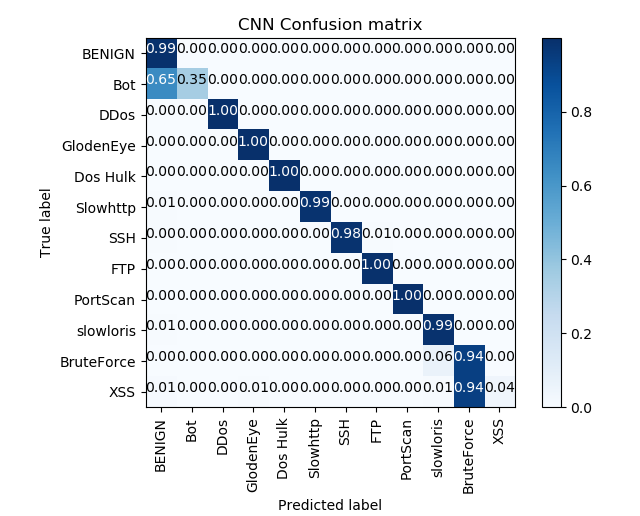 CNN Confusion matrix
True label
BENIGN 0.99 0.00 0.00 0.00 0.00 0.00 0.00 0.00 0.00 0.00 0.00 0.00
Bot 0.65 0.35 0.00 0.00 0.00 0.00 0.00 0.00 0.00 0.00 0.00 0.00
DDos 0.00 0.00 1.00 0.00 0.00 0.00 0.00 0.00 0.00 0.00 0.00 0.00
GlodenEye 0.00 0.00 0.00 1.00 0.00 0.00 0.00 0.00 0.00 0.00 0.00 0.00
Dos Hulk 0.00 0.00 0.00 0.00 1.00 0.00 0.00 0.00 0.00 0.00 0.00 0.00
Slowhttp 0.01 0.00 0.00 0.00 0.00 0.99 0.00 0.00 0.00 0.00 0.00 0.00
SSH 0.00 0.00 0.00 0.00 0.00 0.00 0.98 0.01 0.00 0.00 0.00 0.00
FTP 0.00 0.00 0.00 0.00 0.00 0.00 0.00 1.00 0.00 0.00 0.00 0.00
PortScan 0.00 0.00 0.00 0.00 0.00 0.00 0.00 0.00 1.00 0.00 0.00 0.00
slowloris 0.01 0.00 0.00 0.00 0.00 0.00 0.00 0.00 0.00 0.99 0.00 0.00
BruteForce 0.00 0.00 0.00 0.00 0.00 0.00 0.00 0.00 0.00 0.06 0.94 0.00
XSS 0.01 0.00 0.00 0.01 0.00 0.00 0.00 0.00 0.00 0.01 0.94 0.04
BENIGN
Bot
DDos
GlodenEye
Dos Hulk
Slowhttp
SSH
FTP
PortScan
slowloris
BruteForce
XSS
Predicted label
0.8
0.6
0.4
0.2
0.0